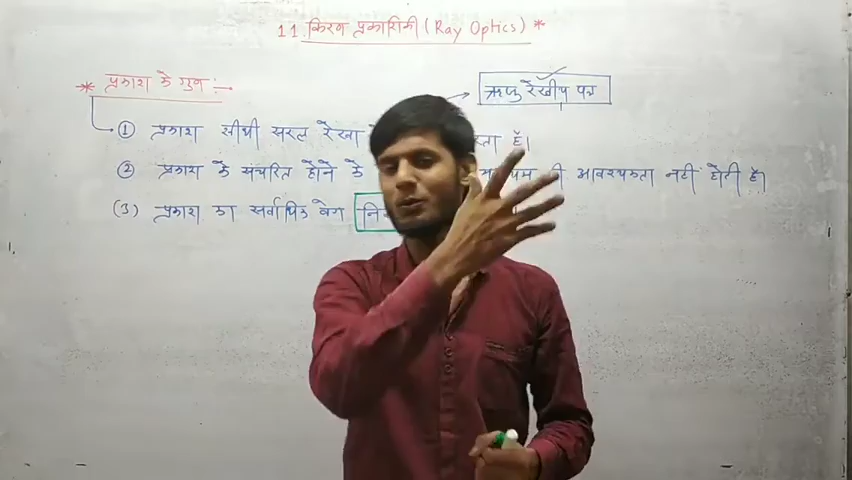 11. किरण प्रकाशिकी (Ray Optics) *
* प्रकाश के गुण :-
ऋजु रेखीय पथ
① प्रकाश सीधी सरल रेखा है।
② प्रकाश के संचरित होने के की आवश्यकता नहीं होती है।
(3) प्रकाश का सर्वाधिक वेग